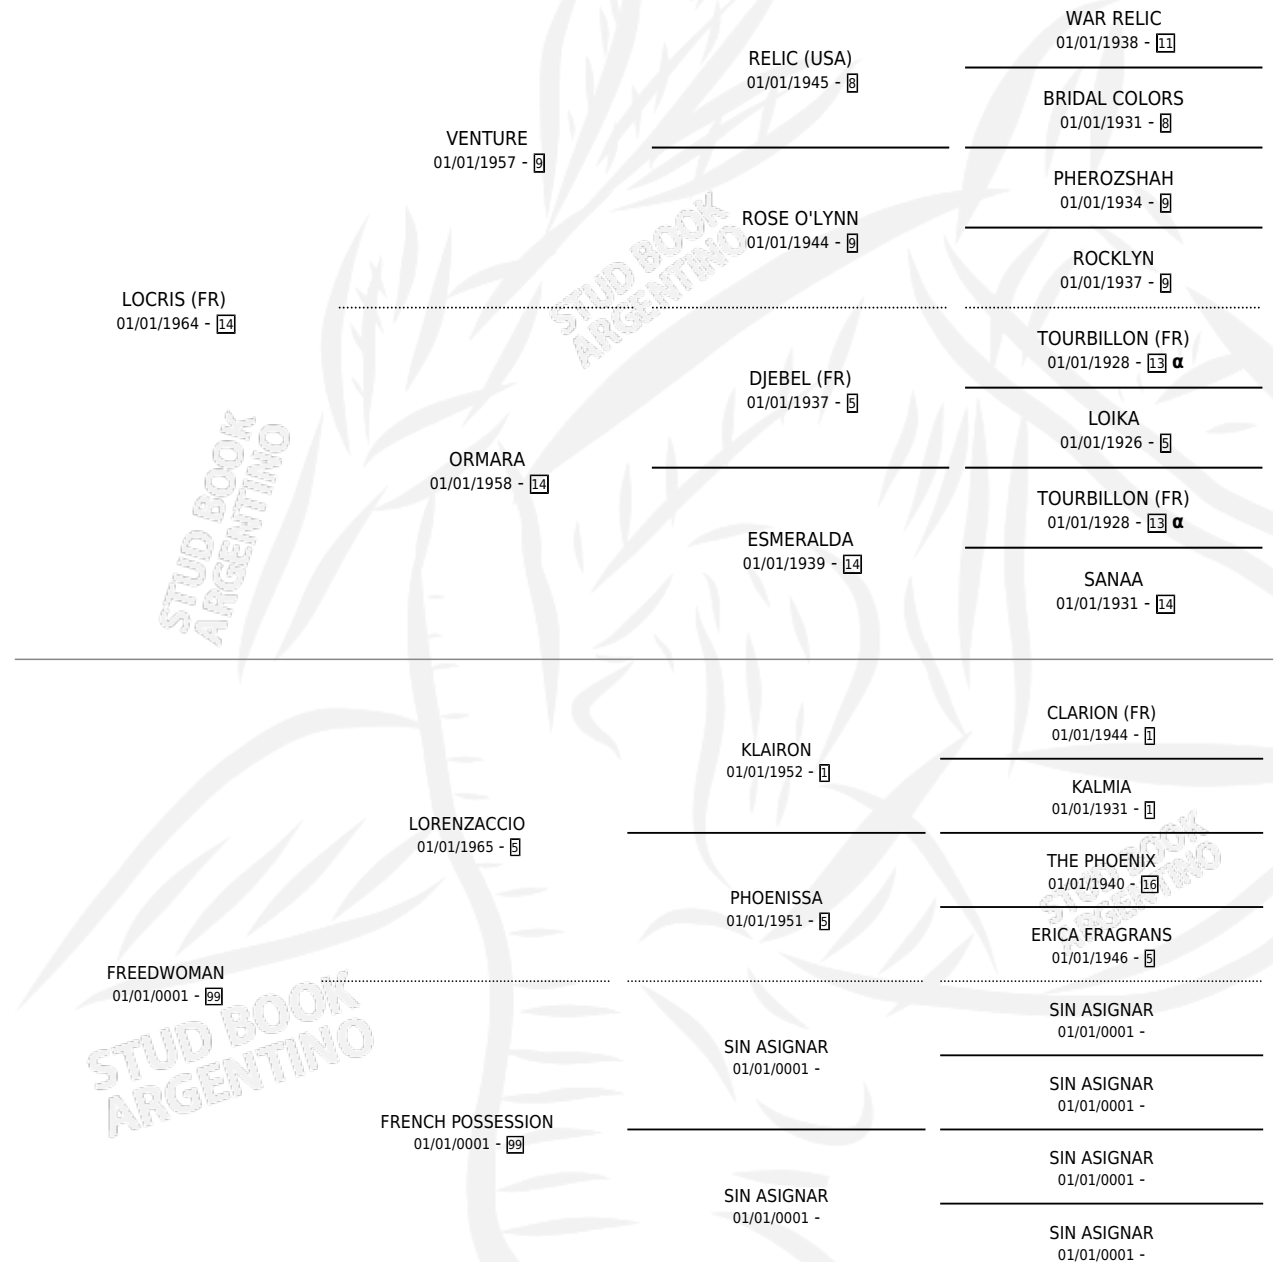 WAR RELIC
01/01/1938 - 11
RELIC (USA)
01/01/1945 - 8
BRIDAL COLORS
01/01/1931 - 8
VENTURE
01/01/1957 - 9
PHEROZSHAH
01/01/1934 - 9
ROSE O'LYNN
01/01/1944 - 9
ROCKLYN
01/01/1937 - 9
LOCRIS (FR)
01/01/1964 - 14
STUD BOOK
ARGENTINO
TOURBILLON (FR)
01/01/1928 - 13 α
DJEBEL (FR)
01/01/1937 - 5
LOIKA
01/01/1926 - 5
ORMARA
01/01/1958 - 14
TOURBILLON (FR)
01/01/1928 - 13 α
ESMERALDA
01/01/1939 - 14
SANAA
01/01/1931 - 14
STUD BOOK
ARGENTINO
CLARION (FR)
01/01/1944 - 1
KLAIRON
01/01/1952 - 1
KALMIA
01/01/1931 - 1
LORENZACCIO
01/01/1965 - 5
THE PHOENIX
01/01/1940 - 16
STUD BOOK
ARGENTINO
PHOENISSA
01/01/1951 - 5
ERICA FRAGRANS
01/01/1946 - 5
FREEDWOMAN
01/01/0001 - 99
STUD BOOK
ARGENTINO
SIN ASIGNAR
01/01/0001 -
SIN ASIGNAR
01/01/0001 -
SIN ASIGNAR
01/01/0001 -
FRENCH POSSESSION
01/01/0001 - 99
SIN ASIGNAR
01/01/0001 -
SIN ASIGNAR
01/01/0001 -
SIN ASIGNAR
01/01/0001 -